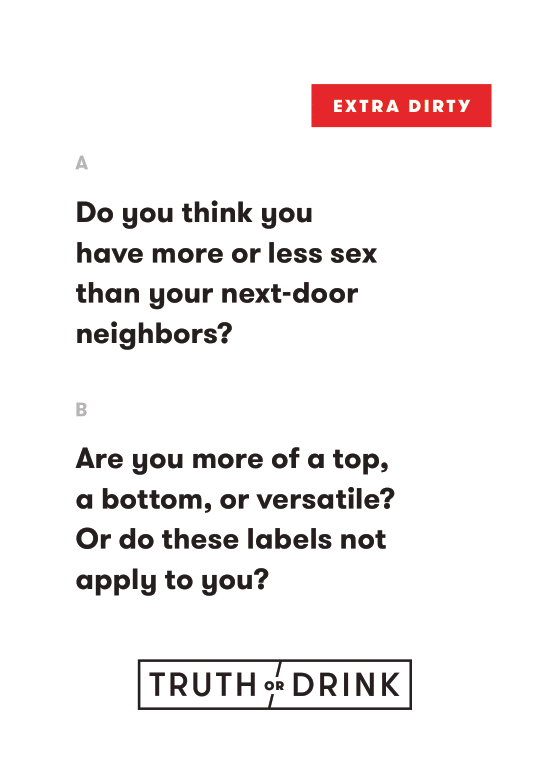 EXTRA DIRTY
A
Do you think you
have more or less sex
than your next-door
neighbors?
B
Are you more of a top,
a bottom, or versatile?
Or do these labels not
apply to you?
TRUTH OR DRINK